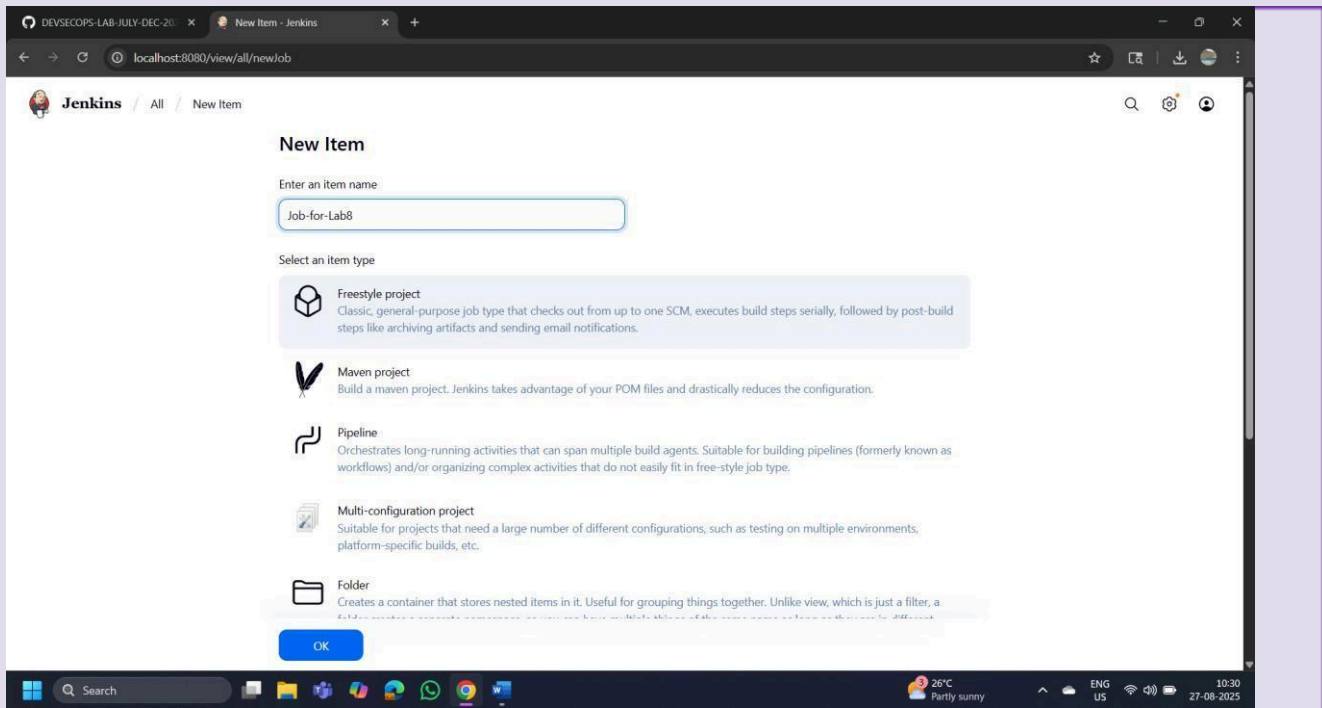 DEVSECOPS-LAB-JULY-DEC-20
New Item - Jenkins
localhost:8080/view/all/newJob
Jenkins / All / New Item
New Item
Enter an item name
Job-for-Lab8
Select an item type
Freestyle project
Classic, general-purpose job type that checks out from up to one SCM, executes build steps serially, followed by post-build
steps like archiving artifacts and sending email notifications.
Maven project
Build a maven project. Jenkins takes advantage of your POM files and drastically reduces the configuration.
Pipeline
Orchestrates long-running activities that can span multiple build agents. Suitable for building pipelines (formerly known as
workflows) and/or organizing complex activities that do not easily fit in free-style job type.
Multi-configuration project
Suitable for projects that need a large number of different configurations, such as testing on multiple environments,
platform-specific builds, etc.
Folder
Creates a container that stores nested items in it. Useful for grouping things together. Unlike view, which is just a filter, a
OK
Search
3
26°C
Partly sunny
ENG
US
10:30
27-08-2025